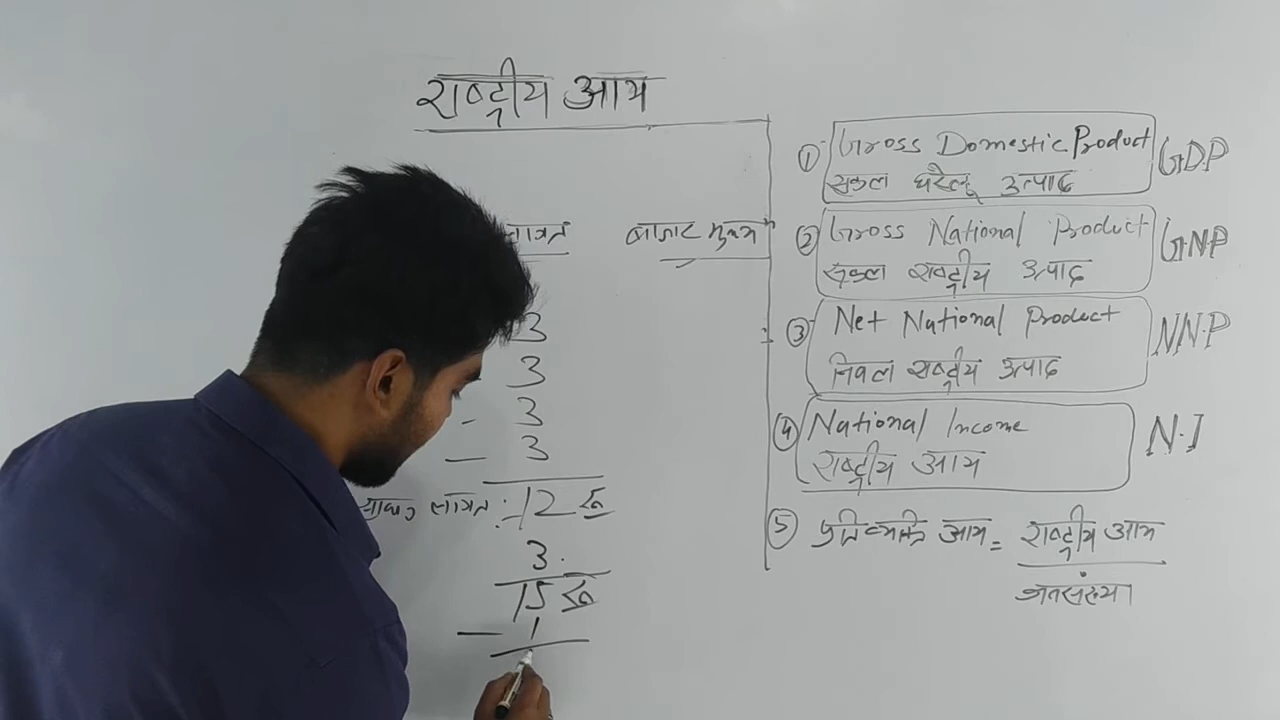 राष्ट्रीय आय
लागत
बाजार मुल्य
3
3
- 3
- 3
साधन लागत : 12 रू
3
15 रू
- 1
① Gross Domestic Product GDP
सकल घरेलू उत्पाद
② Gross National Product G.N.P
सकल राष्ट्रीय उत्पाद
③ Net National Product N.N.P
निवल राष्ट्रीय उत्पाद
④ National Income N.I
राष्ट्रीय आय
⑤ प्रति व्यक्ति आय = राष्ट्रीय आय
जनसंख्या